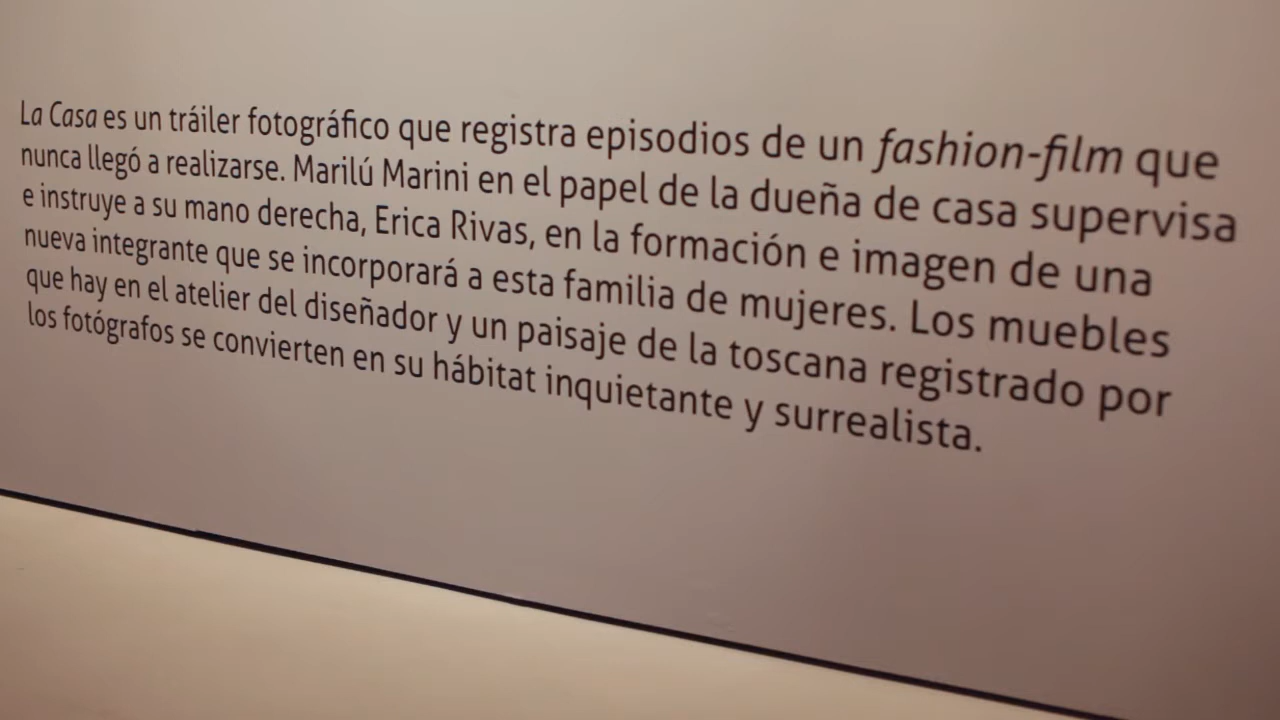 La Casa es un tráiler fotográfico que registra episodios de un fashion-film que
nunca llegó a realizarse. Marilú Marini en el papel de la dueña de casa supervisa
e instruye a su mano derecha, Erica Rivas, en la formación e imagen de una
nueva integrante que se incorporará a esta familia de mujeres. Los muebles
que hay en el atelier del diseñador y un paisaje de la toscana registrado por
los fotógrafos se convierten en su hábitat inquietante y surrealista.